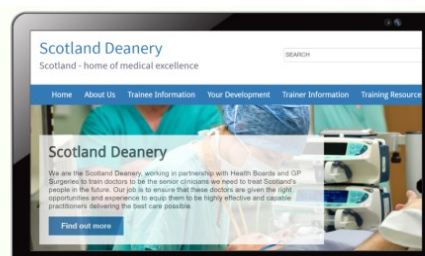 Scotland Deanery
Scotland - home of medical excellence
SEARCH
Home About Us Trainee Information Your Development Trainer Information Training Resource
Scotland Deanery
We are the Scotland Deanery, working in partnership with Health Boards and GP
Surgeries to train doctors to be the senior clinicians we need to treat Scotland's
people in the future. Our job is to ensure that these doctors are given the right
opportunities and experience to equip them to be highly effective and capable
practitioners delivering the best care possible.
Find out more